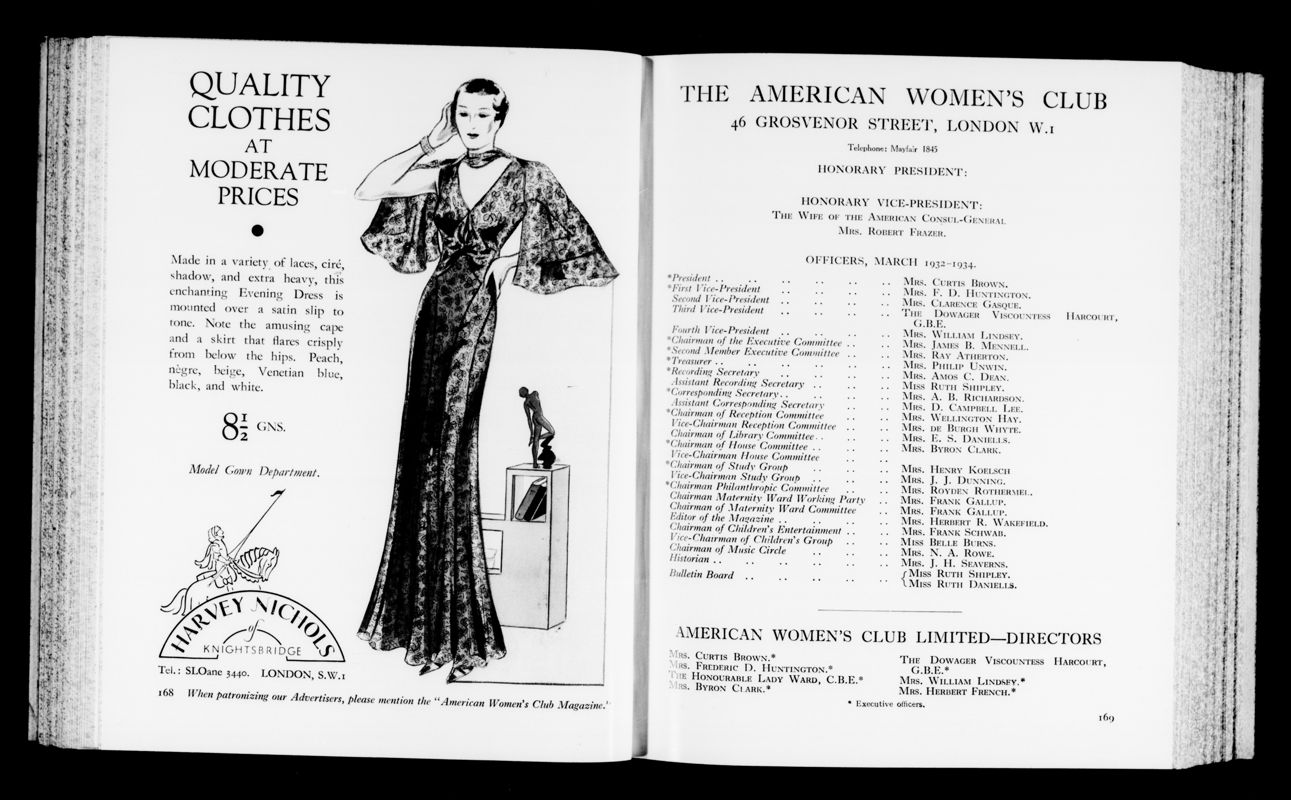 QUALITY
CLOTHES
AT
MODERATE
PRICES
Made in a variety of laces, ciré,
shadow, and extra heavy, this
enchanting Evening Dress is
mounted over a satin slip to
tone. Note the amusing cape
and a skirt that flares crisply
from below the hips. Peach,
nègre, beige, Venetian blue,
black, and white.
8½ GNS.
Model Gown Department.
HARVEY NICHOLS
of
KNIGHTSBRIDGE
Tel.: SLOane 3440. LONDON, S.W.1
168 When patronizing our Advertisers, please mention the "American Women's Club Magazine."
THE AMERICAN WOMEN'S CLUB
46 GROSVENOR STREET, LONDON W.1
Telephone: Mayfair 1845
HONORARY PRESIDENT:
HONORARY VICE-PRESIDENT:
The Wife of the American Consul-General
Mrs. Robert Frazer.
OFFICERS, MARCH 1932-1934.
*President .. .. .. .. .. Mrs. Curtis Brown.
*First Vice-President .. .. .. .. Mrs. F. D. Huntington.
Second Vice-President .. .. .. .. Mrs. Clarence Gasque.
Third Vice-President .. .. .. .. The Dowager Viscountess Harcourt,
G.B.E.
Fourth Vice-President .. .. .. .. Mrs. William Lindsey.
*Chairman of the Executive Committee .. .. Mrs. James B. Mennell.
*Second Member Executive Committee .. .. Mrs. Ray Atherton.
*Treasurer .. .. .. .. .. Mrs. Philip Unwin.
*Recording Secretary .. .. .. .. Mrs. Amos C. Dean.
Assistant Recording Secretary .. .. .. Miss Ruth Shipley.
*Corresponding Secretary .. .. .. .. Mrs. A. B. Richardson.
Assistant Corresponding Secretary .. .. Mrs. D. Campbell Lee.
*Chairman of Reception Committee .. .. Mrs. Wellington Hay.
Vice-Chairman Reception Committee .. .. Mrs. de Burgh Whyte.
Chairman of Library Committee .. .. Mrs. E. S. Daniells.
*Chairman of House Committee .. .. .. Mrs. Byron Clark.
Vice-Chairman House Committee .. ..
*Chairman of Study Group .. .. .. Mrs. Henry Koelsch
Vice-Chairman Study Group .. .. .. Mrs. J. J. Dunning.
*Chairman Philanthropic Committee .. .. Mrs. Royden Rothermel.
Chairman Maternity Ward Working Party .. Mrs. Frank Gallup.
Chairman of Maternity Ward Committee .. Mrs. Frank Gallup.
Editor of the Magazine .. .. .. .. Mrs. Herbert R. Wakefield.
Chairman of Children's Entertainment .. .. Mrs. Frank Schwab.
Vice-Chairman of Children's Group .. .. Miss Belle Burns.
Chairman of Music Circle .. .. .. Mrs. N. A. Rowe.
Historian .. .. .. .. .. .. Mrs. J. H. Seaverns.
Bulletin Board .. .. .. .. .. { Miss Ruth Shipley.
Miss Ruth Daniells.
AMERICAN WOMEN'S CLUB LIMITED—DIRECTORS
Mrs. Curtis Brown.*
Mrs. Frederic D. Huntington.*
The Honourable Lady Ward, C.B.E.*
Mrs. Byron Clark.*
The Dowager Viscountess Harcourt,
G.B.E.*
Mrs. William Lindsey.*
Mrs. Herbert French.*
* Executive officers.
169